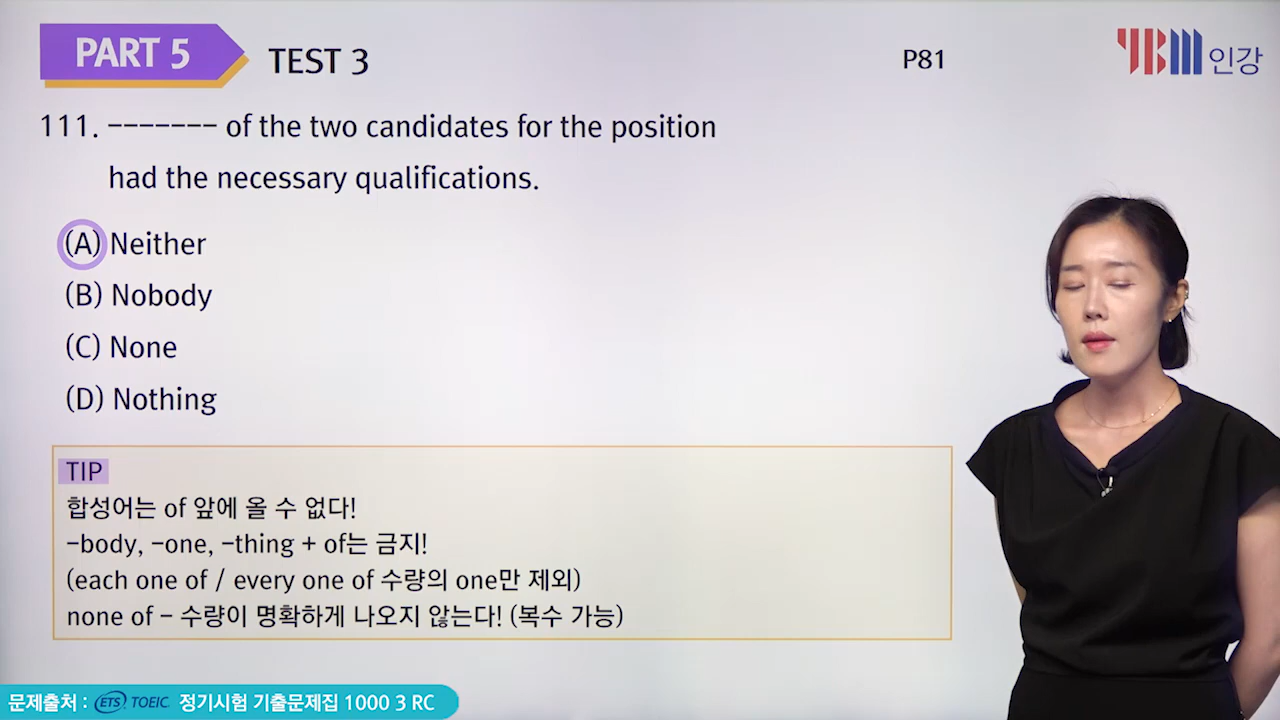 PART 5
TEST 3
P81
YBM 인강
111. ------- of the two candidates for the position
had the necessary qualifications.
(A) Neither
(B) Nobody
(C) None
(D) Nothing
TIP
합성어는 of 앞에 올 수 없다!
-body, -one, -thing + of는 금지!
(each one of / every one of 수량의 one만 제외)
none of - 수량이 명확하게 나오지 않는다! (복수 가능)
문제출처 : ETS TOEIC 정기시험 기출문제집 1000 3 RC